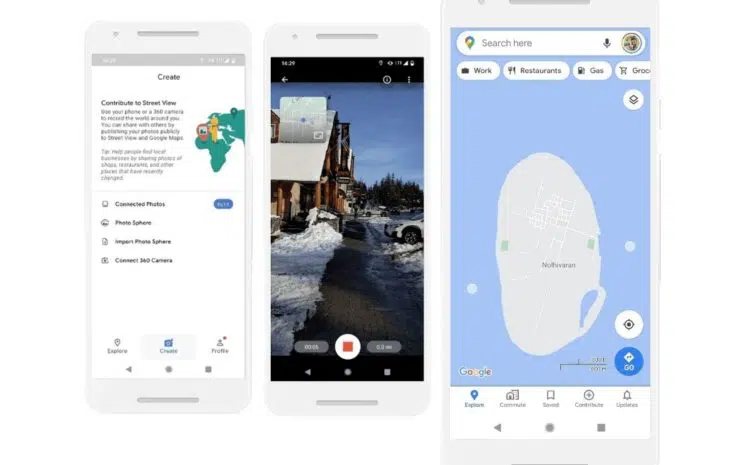 14:29
Create
Contribute to Street View
Use your phone or a 360 camera
to record the world around you.
You can share with others by
publishing your photos publicly
to Street View and Google Maps.
Tip: Help people find local
businesses by sharing photos of
shops, restaurants, and other
places that have recently
changed.
Connected Photos
BETA
Photo Sphere
Import Photo Sphere
Connect 360 Camera
Explore
Create
Profile
14:29
00:05
0.0 mi
Search here
Work
Restaurants
Gas
Groc
Nolhivaran
Google
GO
Explore
Commute
Saved
Contribute
Updates